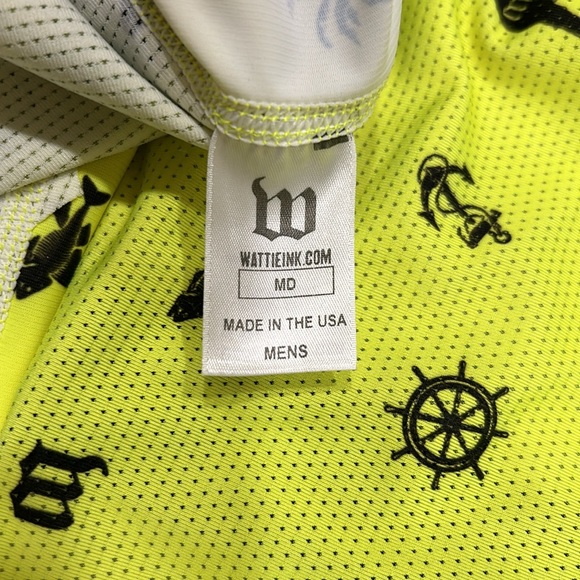 W
WATTIEINK.COM
MD
MADE IN THE USA
MENS
W